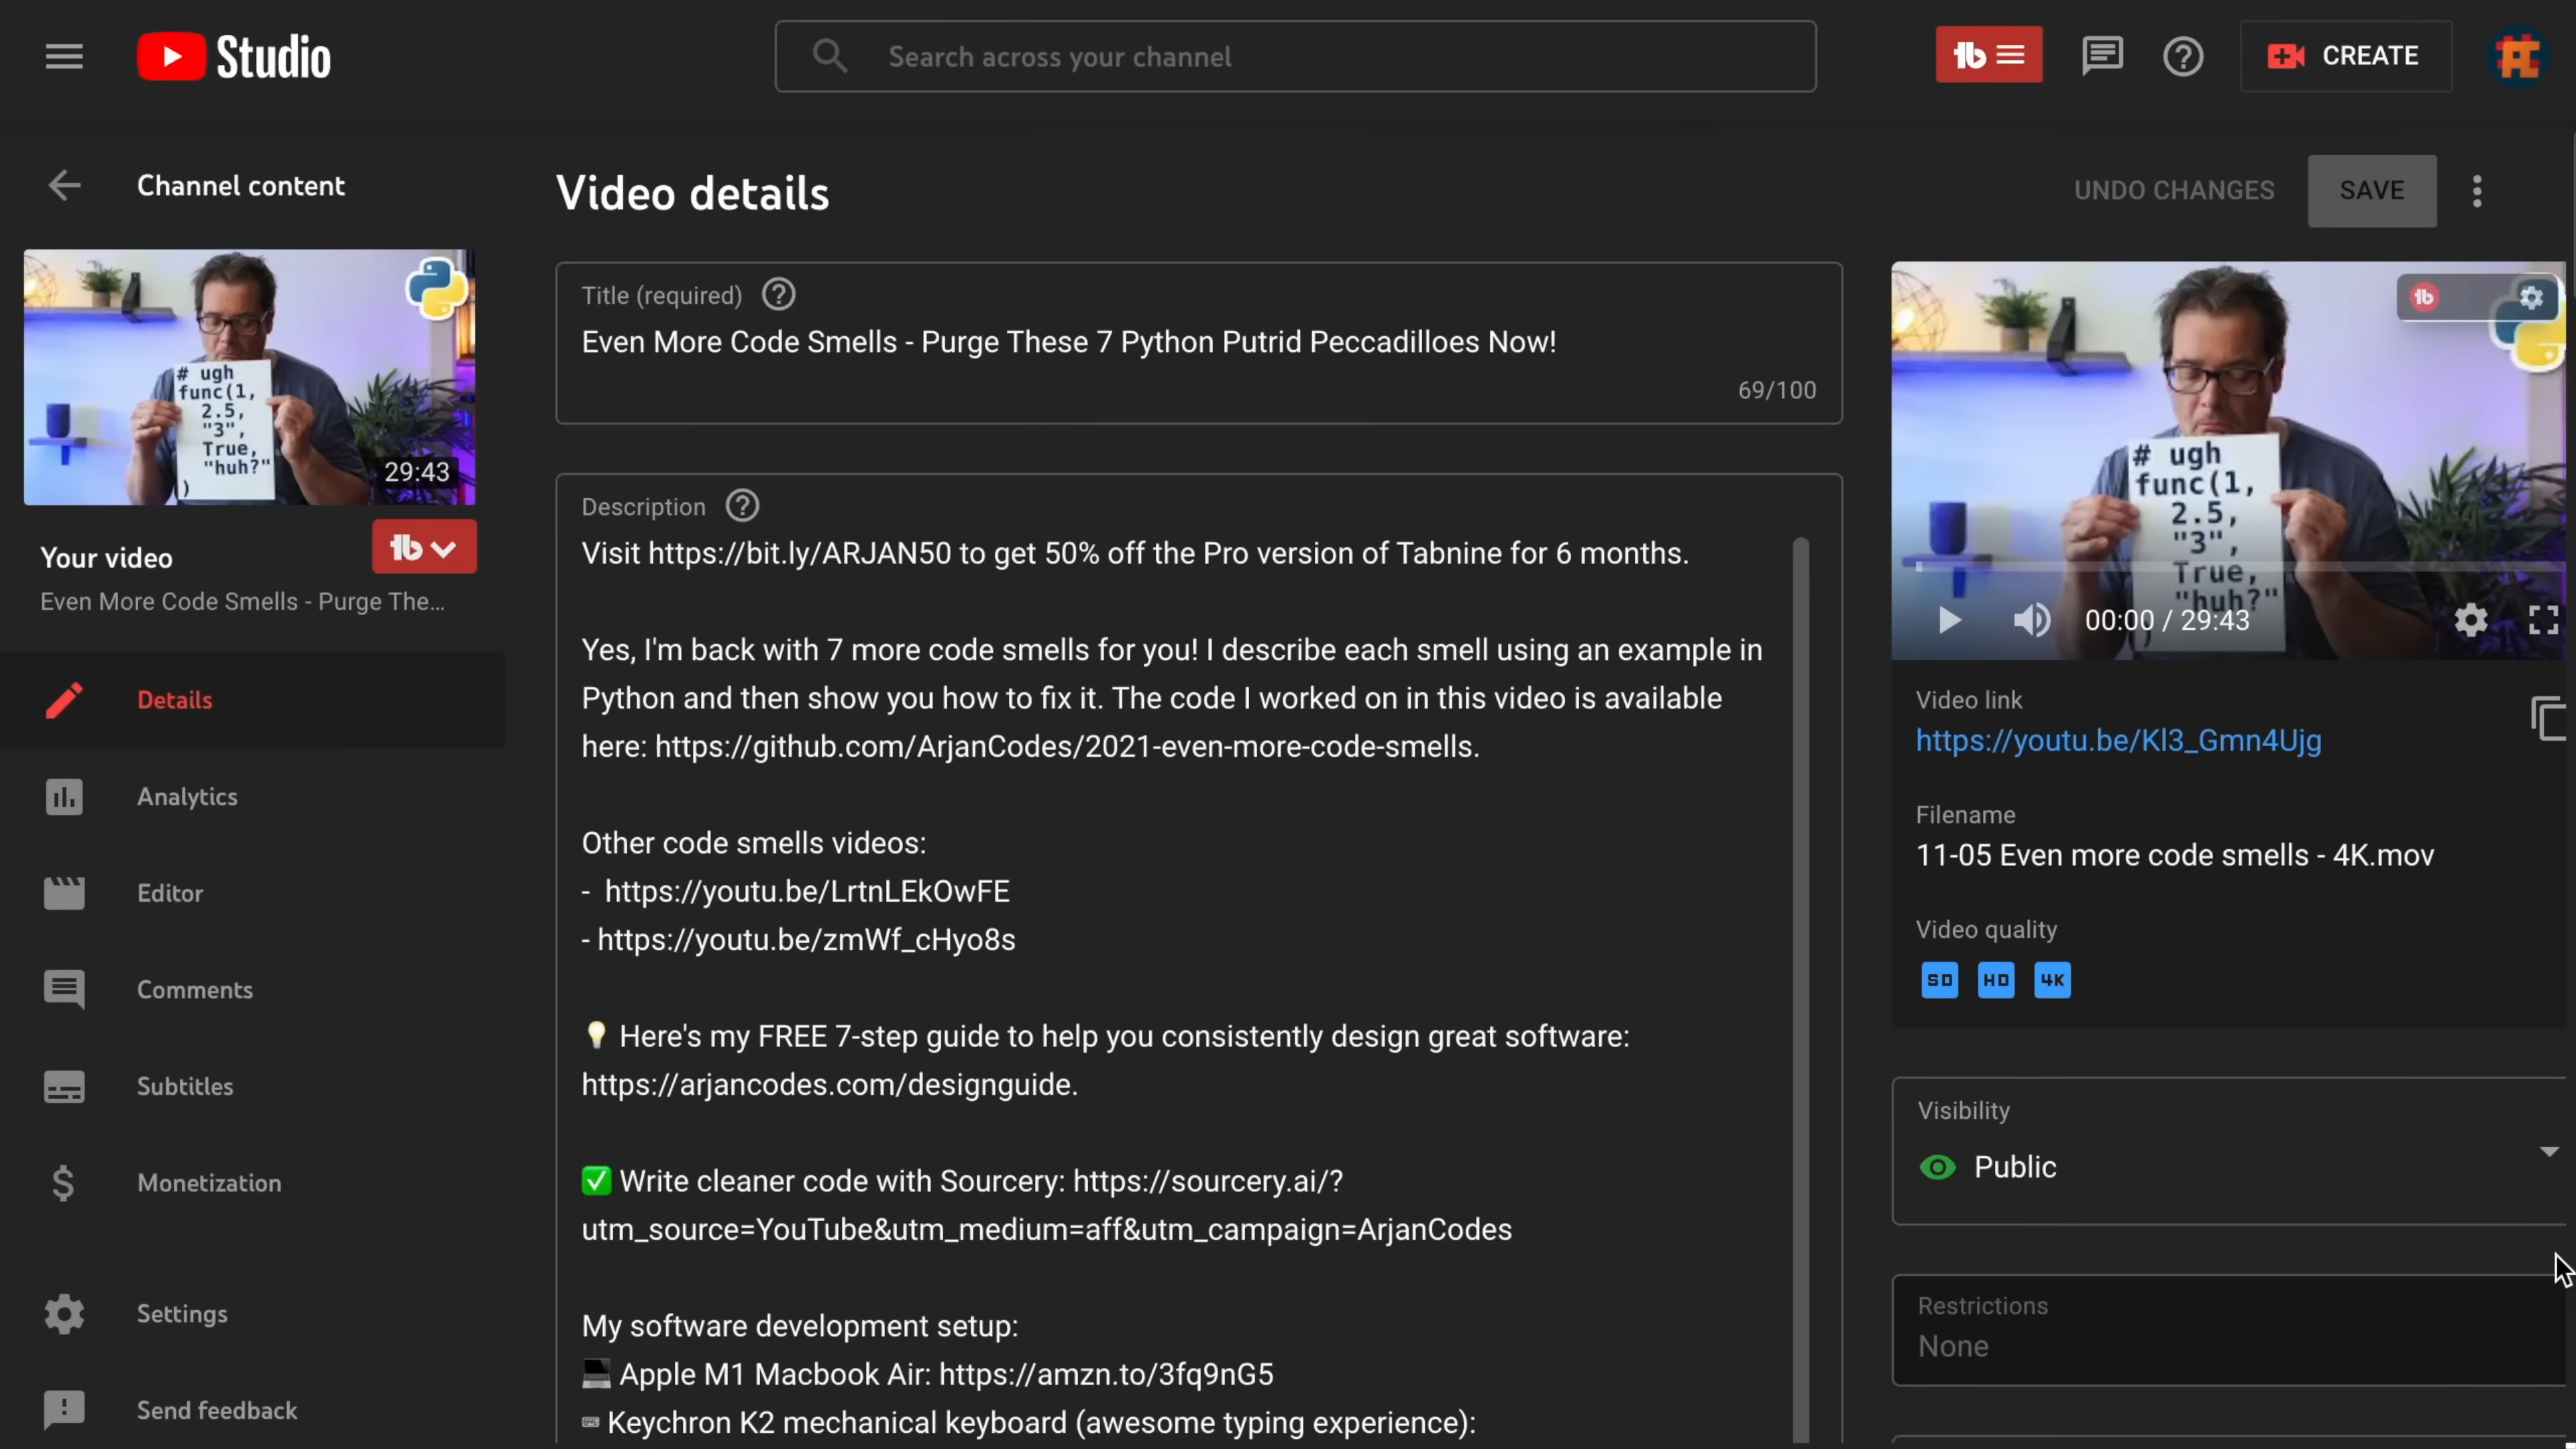 Studio
Search across your channel
CREATE
Channel content
Video details
UNDO CHANGES
SAVE
# ugh
func(1,
2.5,
"3",
True,
"huh?"
)
29:43
Your video
Even More Code Smells - Purge The...
Details
Analytics
Editor
Comments
Subtitles
Monetization
Settings
Send feedback
Title (required)
Even More Code Smells - Purge These 7 Python Putrid Peccadilloes Now!
69/100
Description
Visit https://bit.ly/ARJAN50 to get 50% off the Pro version of Tabnine for 6 months.
Yes, I'm back with 7 more code smells for you! I describe each smell using an example in
Python and then show you how to fix it. The code I worked on in this video is available
here: https://github.com/ArjanCodes/2021-even-more-code-smells.
Other code smells videos:
-  https://youtu.be/LrtnLEkOwFE
- https://youtu.be/zmWf_cHyo8s
💡 Here's my FREE 7-step guide to help you consistently design great software:
https://arjancodes.com/designguide.
✅ Write cleaner code with Sourcery: https://sourcery.ai/?
utm_source=YouTube&utm_medium=aff&utm_campaign=ArjanCodes
My software development setup:
💻 Apple M1 Macbook Air: https://amzn.to/3fq9nG5
⌨ Keychron K2 mechanical keyboard (awesome typing experience):
# ugh
func(1,
2.5,
"3",
True,
"huh?"
00:00 / 29:43
Video link
https://youtu.be/Kl3_Gmn4Ujg
Filename
11-05 Even more code smells - 4K.mov
Video quality
SD HD 4K
Visibility
Public
Restrictions
None